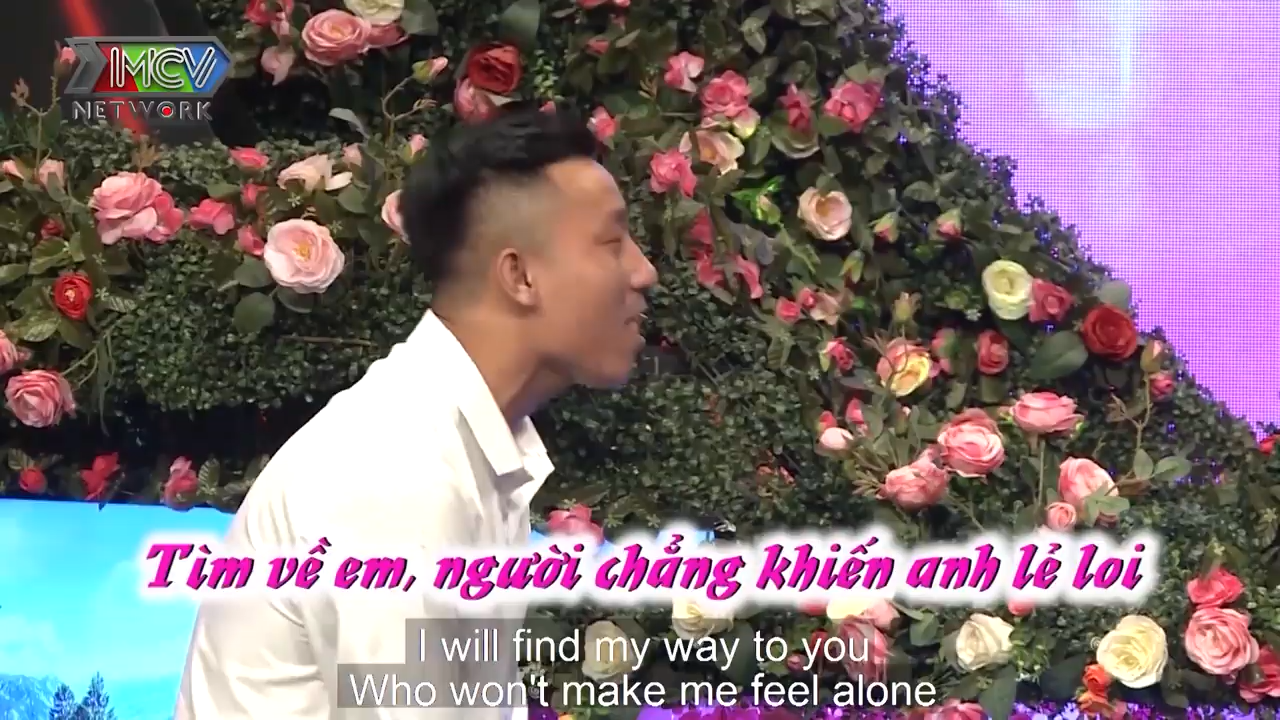 MCV
NETWORK
Tìm về em, người chẳng khiến anh lẻ loi
I will find my way to you
Who won't make me feel alone